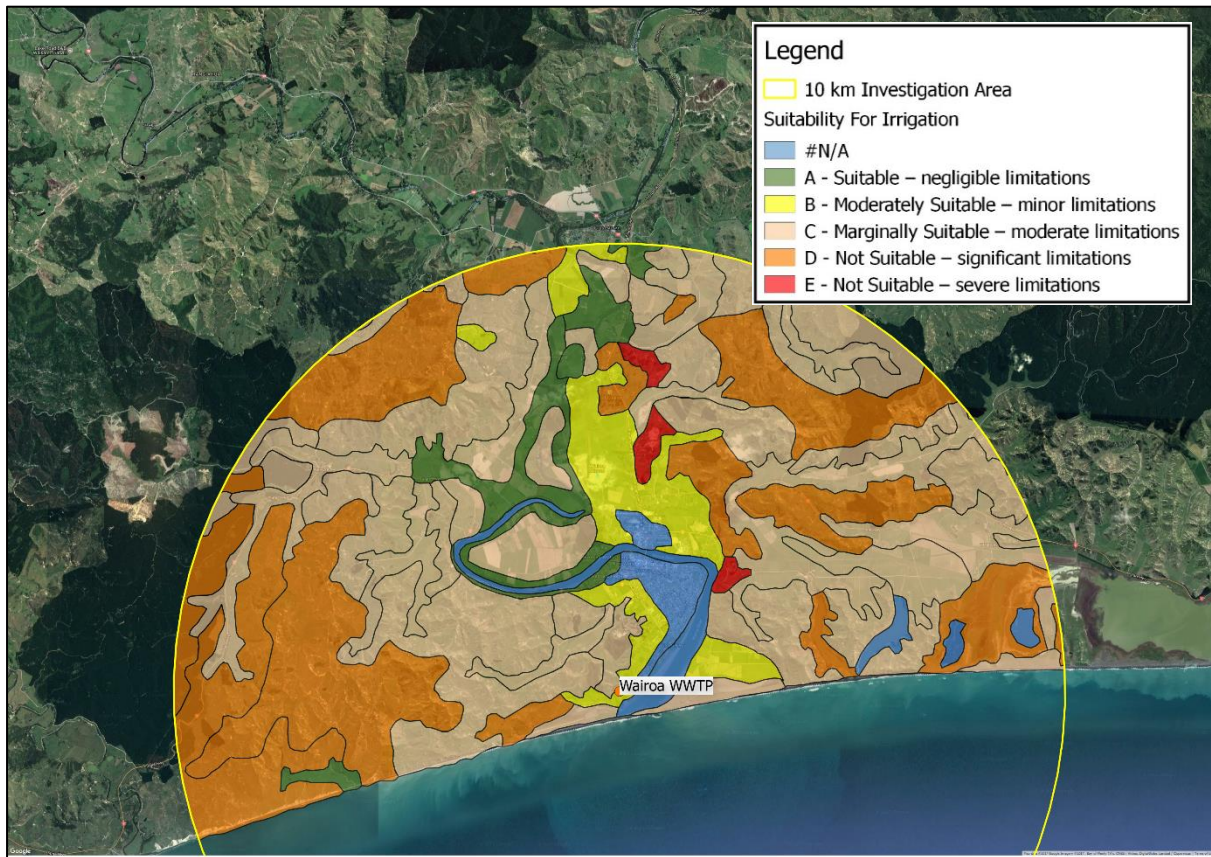 Legend
10 km Investigation Area
Suitability For Irrigation
#N/A
A - Suitable – negligible limitations
B - Moderately Suitable – minor limitations
C - Marginally Suitable – moderate limitations
D - Not Suitable – significant limitations
E - Not Suitable – severe limitations
Wairoa WWTP
Google